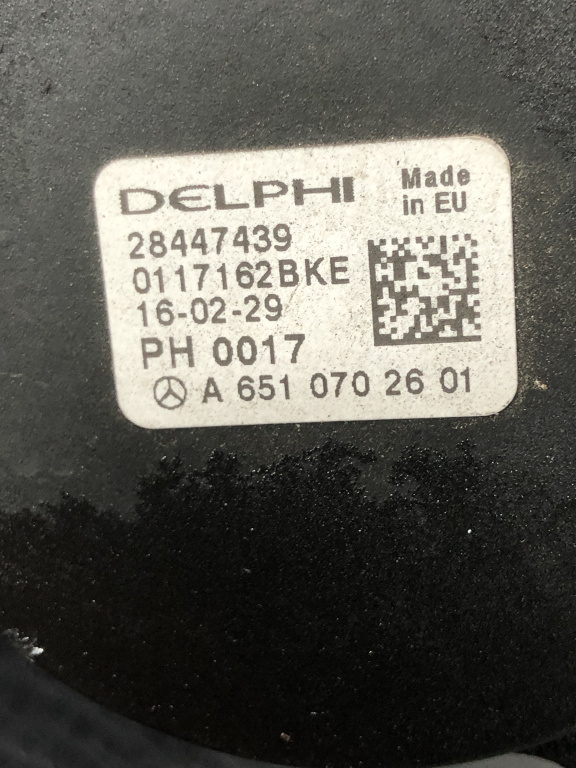 DELPHI
Made
in EU
28447439
0117162BKE
16-02-29
PH 0017
A 651 070 26 01